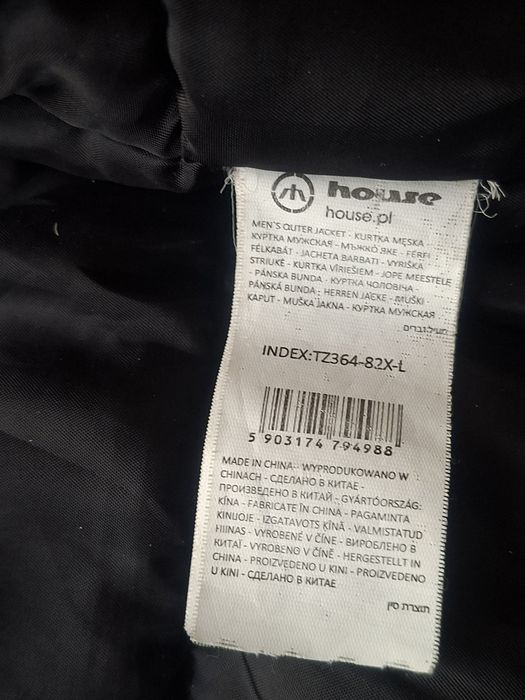 house
house.pl
MEN'S OUTER JACKET - KURTKA MĘSKA
КУРТКА МУЖСКАЯ - МЪЖКО ЯКЕ - FÉRFI
FÉLKABÁT - JACHETA BARBATI - VYRIŠKA
STRIUKĖ - KURTKA VĪRIEŠIEM - JOPE MEESTELE
- PÁNSKA BUNDA - КУРТКА ЧОЛОВІЧА -
PÁNSKÁ BUNDA - HERREN JACKE - MUŠKI
KAPUT - MUŠKA JAKNA - КУРТКА МУЖСКАЯ
מעיל גברים
INDEX:TZ364-82X-L
5 903174 794988
MADE IN CHINA - WYPRODUKOWANO W
CHINACH - СДЕЛАНО В КИТАЕ -
ПРОИЗВЕДЕНО В КИТАЙ - GYÁRTÓORSZÁG:
KÍNA - FABRICATE ÎN CHINA - PAGAMINTA
KINIJOJE - IZGATAVOTS ĶĪNĀ - VALMISTATUD
HIINAS - VYROBENÉ V ČÍNE - ВИРОБЛЕНО В
КИТАЇ - VYROBENO V ČÍNĚ - HERGESTELLT IN
CHINA - PROIZVEDENO U KINI - PROIZVEDENO
U KINI - СДЕЛАНО В КИТАЕ
תוצרת סין